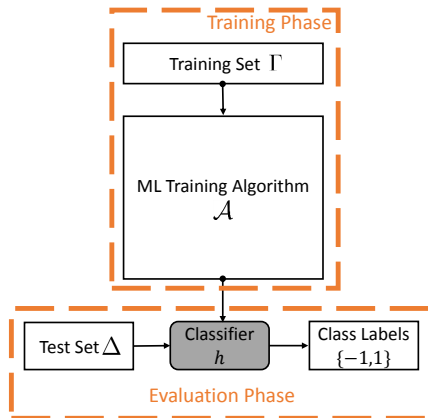 Training Phase
Training Set Γ
ML Training Algorithm
𝒜
Test Set Δ
Classifier
h
Class Labels
{−1,1}
Evaluation Phase